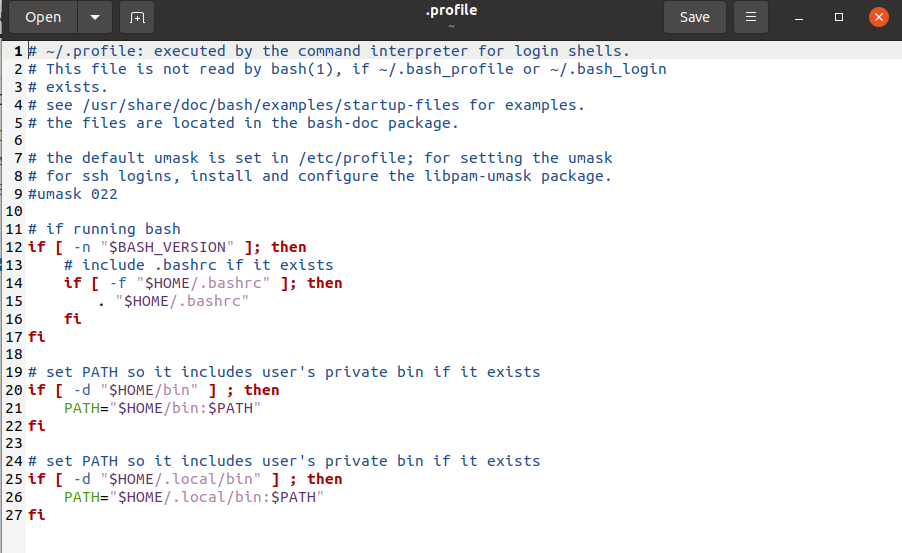 Open
.profile
~
Save
1 # ~/.profile: executed by the command interpreter for login shells.
2 # This file is not read by bash(1), if ~/.bash_profile or ~/.bash_login
3 # exists.
4 # see /usr/share/doc/bash/examples/startup-files for examples.
5 # the files are located in the bash-doc package.
6
7 # the default umask is set in /etc/profile; for setting the umask
8 # for ssh logins, install and configure the libpam-umask package.
9 #umask 022
10
11 # if running bash
12 if [ -n "$BASH_VERSION" ]; then
13     # include .bashrc if it exists
14     if [ -f "$HOME/.bashrc" ]; then
15         . "$HOME/.bashrc"
16     fi
17 fi
18
19 # set PATH so it includes user's private bin if it exists
20 if [ -d "$HOME/bin" ] ; then
21     PATH="$HOME/bin:$PATH"
22 fi
23
24 # set PATH so it includes user's private bin if it exists
25 if [ -d "$HOME/.local/bin" ] ; then
26     PATH="$HOME/.local/bin:$PATH"
27 fi